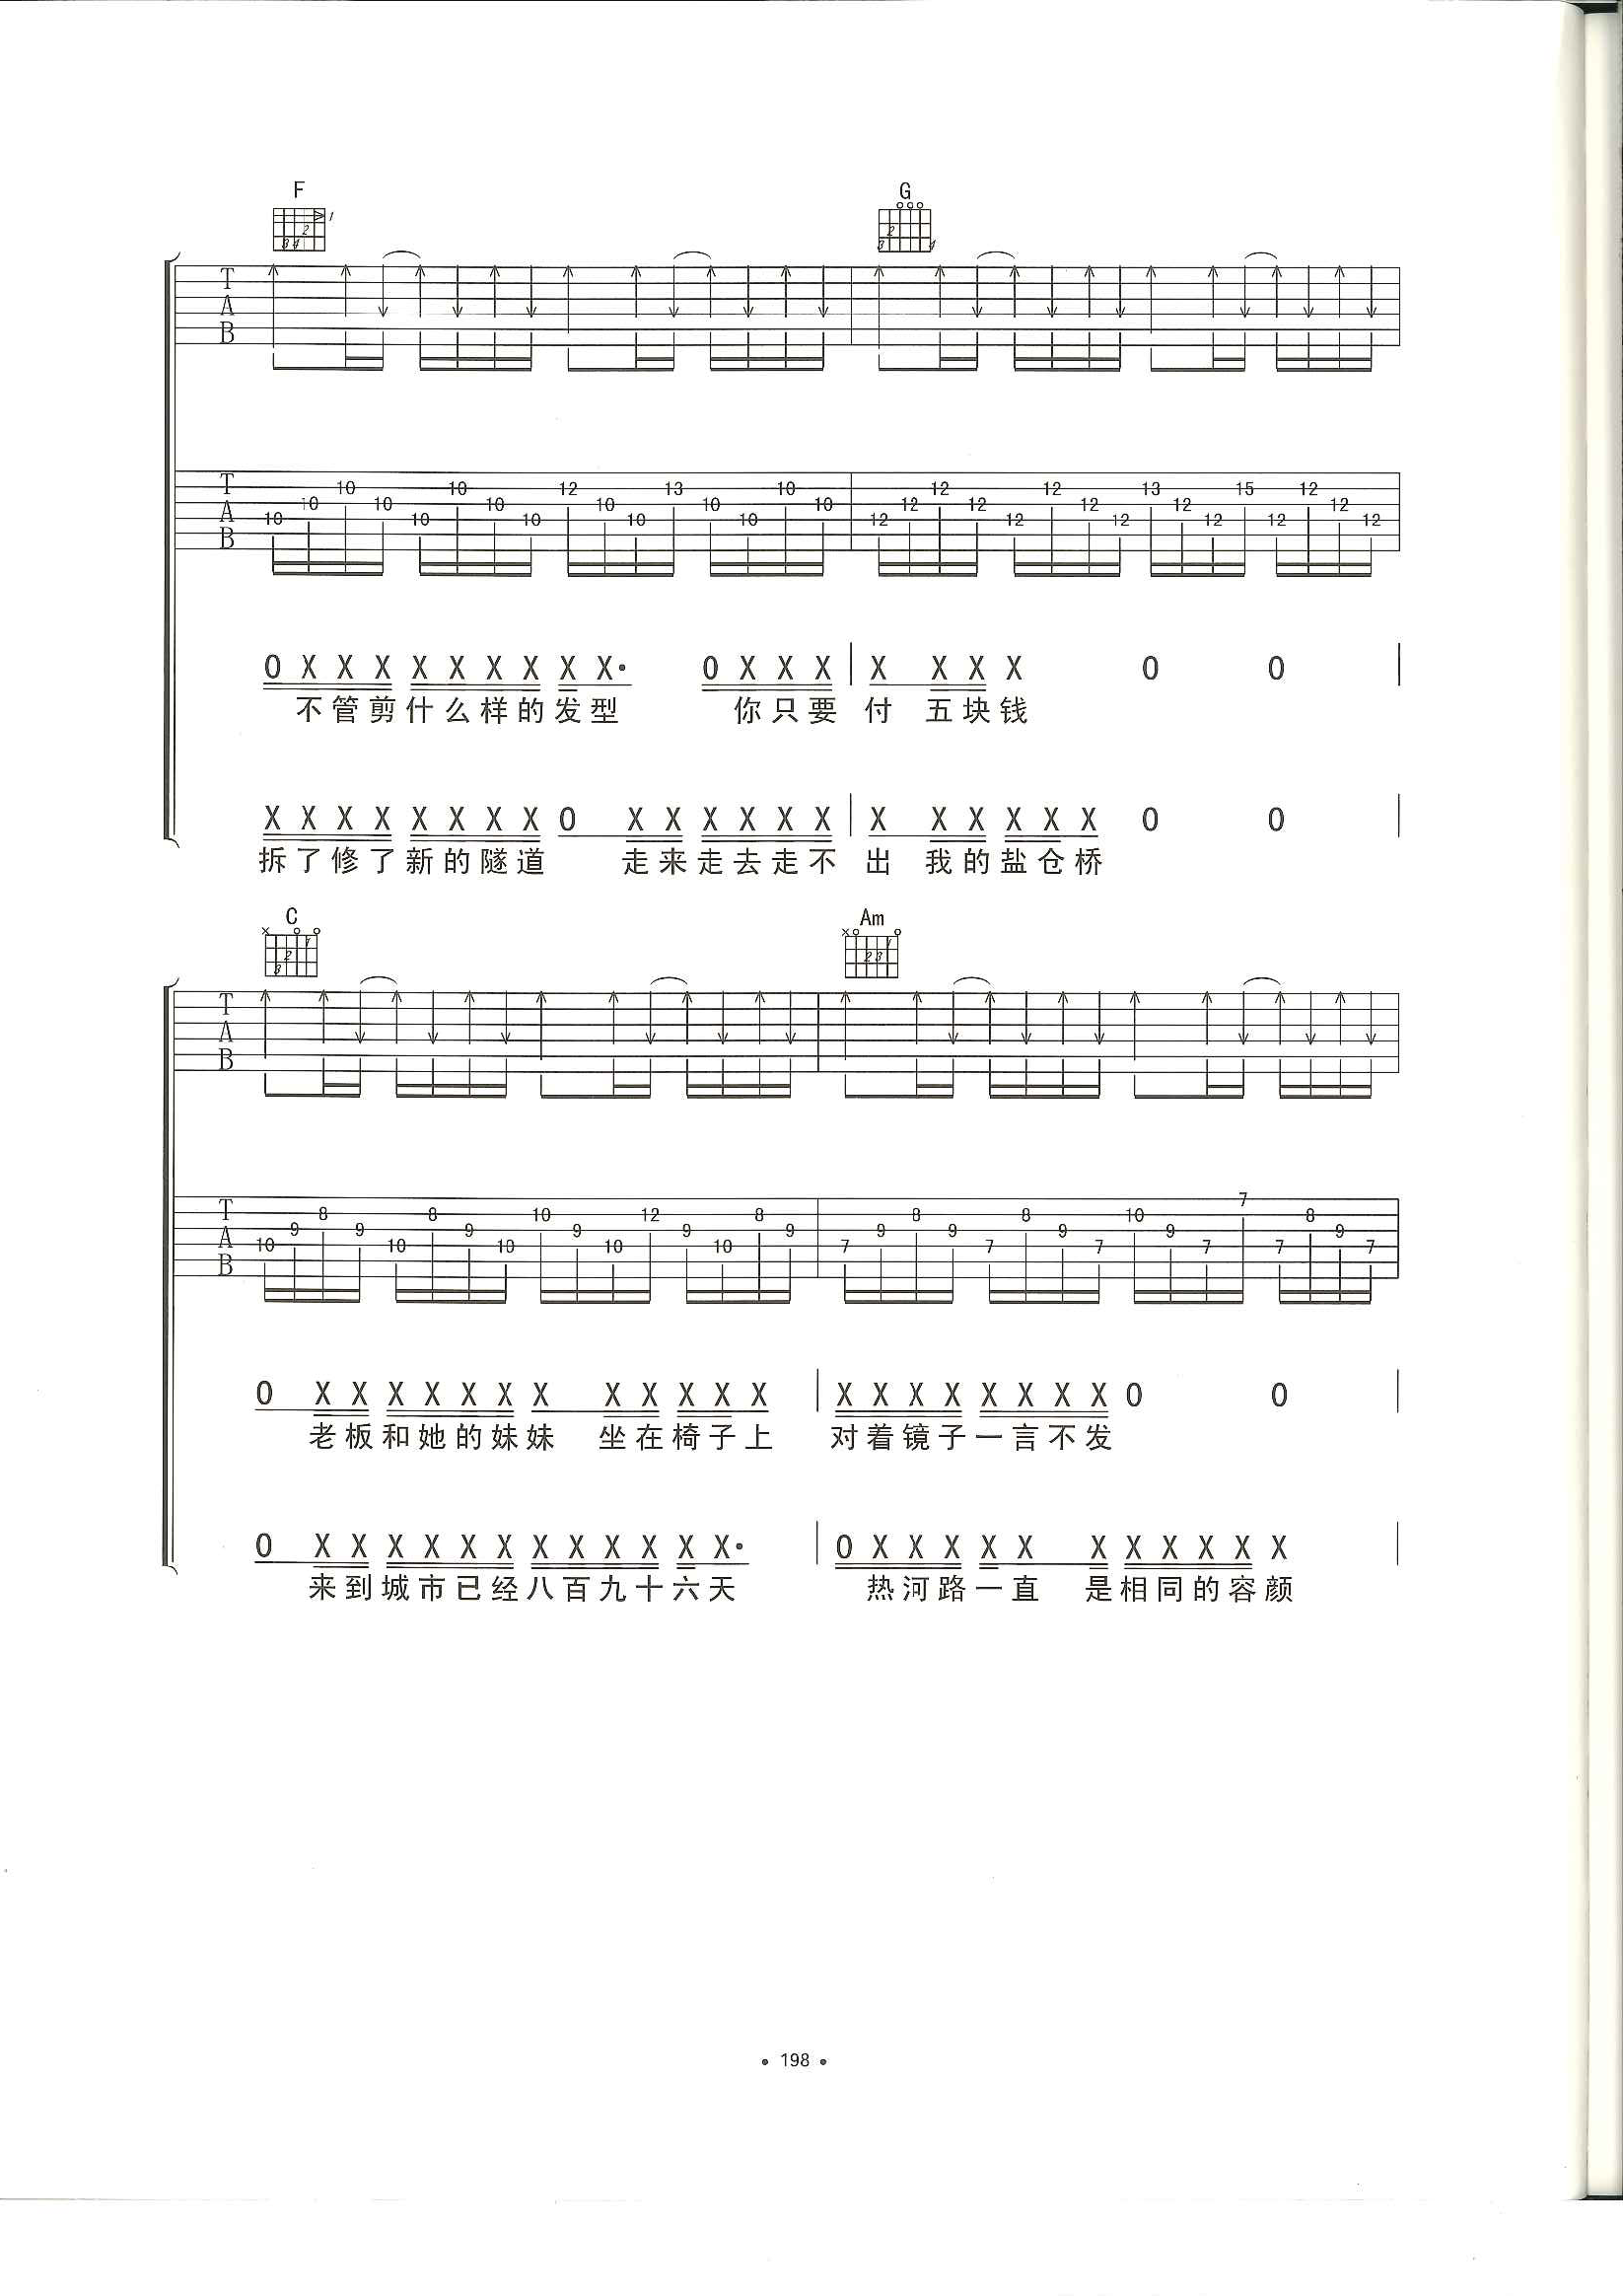 F G
T A B
T A B
10 10 10 10 10 10 10 10 12 10 10 13 10 10 10 10 12 12 12 12 12 12 12 12 13 12 12 15 12 12 12 12
0 X X X X X X X X X· 0 X X X X X X X 0 0
不管剪什么样的发型 你只要付 五块钱
X X X X X X X X 0 X X X X X X X X X X X X 0 0
拆了修了新的隧道 走来走去走不出 我的盐仓桥
C Am
T A B
T A B
10 9 8 9 10 8 9 10 10 9 10 12 9 10 8 9 7 9 8 9 7 8 9 7 10 9 7 7 7 8 9 7
0 X X X X X X X X X X X X X X X X X X X X 0 0
老板和她的妹妹 坐在椅子上 对着镜子一言不发
0 X X X X X X X X X X X X· 0 X X X X X X X X X X X
来到城市已经八百九十六天 热河路一直 是相同的容颜
• 198 •